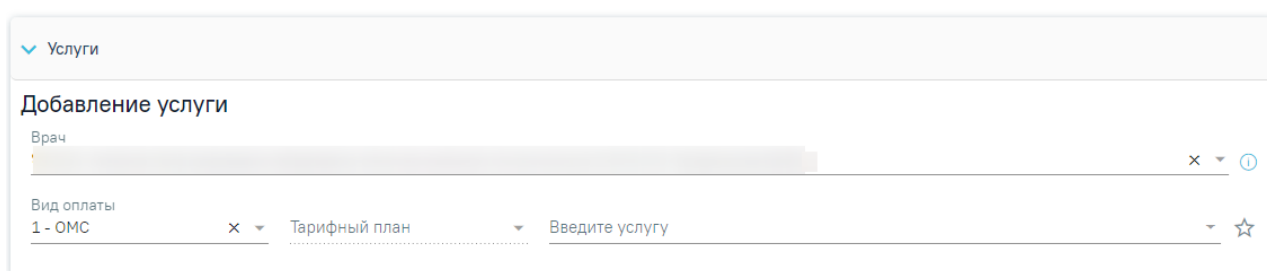 Услуги
Добавление услуги
Врач
Вид оплаты
1 - ОМС Тарифный план Введите услугу